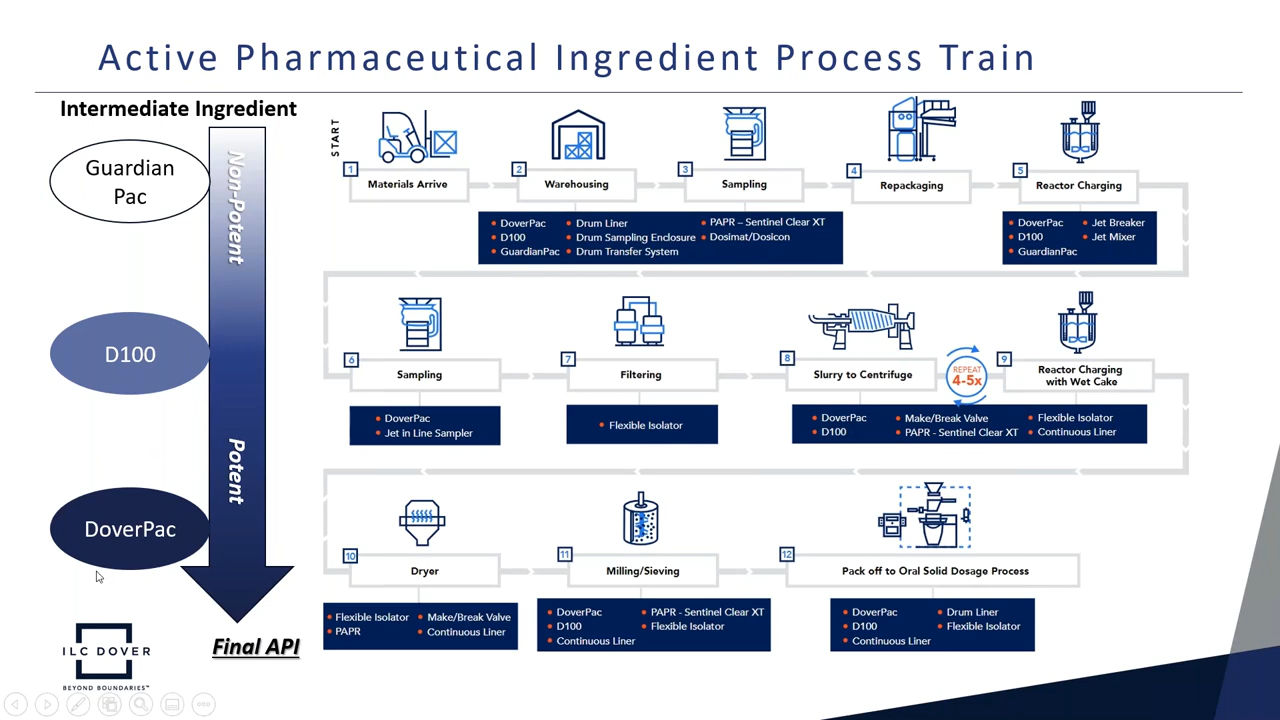 Active Pharmaceutical Ingredient Process Train
Intermediate Ingredient
Guardian
Pac
D100
DoverPac
Non-Potent
Potent
Final API
ILC DOVER
BEYOND BOUNDARIES™
START
1
Materials Arrive
2
Warehousing
3
Sampling
4
Repackaging
5
Reactor Charging
• DoverPac
• D100
• GuardianPac
• Drum Liner
• Drum Sampling Enclosure
• Drum Transfer System
• PAPR – Sentinel Clear XT
• Dosimat/Dosicon
• DoverPac
• D100
• GuardianPac
• Jet Breaker
• Jet Mixer
6
Sampling
7
Filtering
8
Slurry to Centrifuge
REPEAT
4-5x
9
Reactor Charging
with Wet Cake
• DoverPac
• Jet in Line Sampler
• Flexible Isolator
• DoverPac
• D100
• Make/Break Valve
• PAPR - Sentinel Clear XT
• Flexible Isolator
• Continuous Liner
10
Dryer
11
Milling/Sieving
12
Pack off to Oral Solid Dosage Process
• Flexible Isolator
• PAPR
• Make/Break Valve
• Continuous Liner
• DoverPac
• D100
• Continuous Liner
• PAPR - Sentinel Clear XT
• Flexible Isolator
• DoverPac
• D100
• Continuous Liner
• Drum Liner
• Flexible Isolator